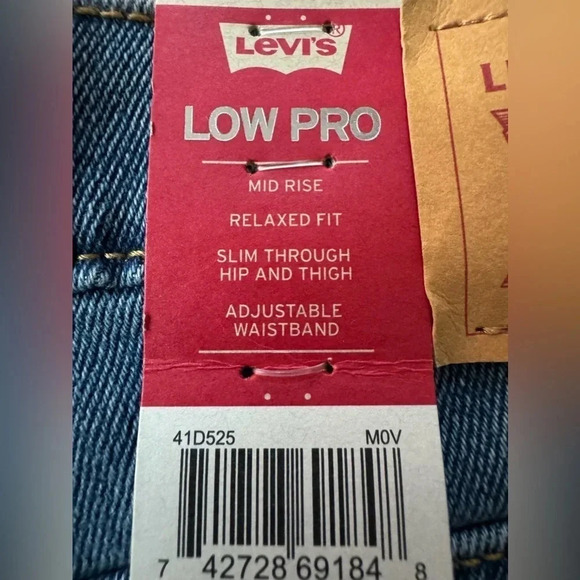 LEVI'S®
LOW PRO
MID RISE
RELAXED FIT
SLIM THROUGH
HIP AND THIGH
ADJUSTABLE
WAISTBAND
41D525 M0V
7 42728 69184 8